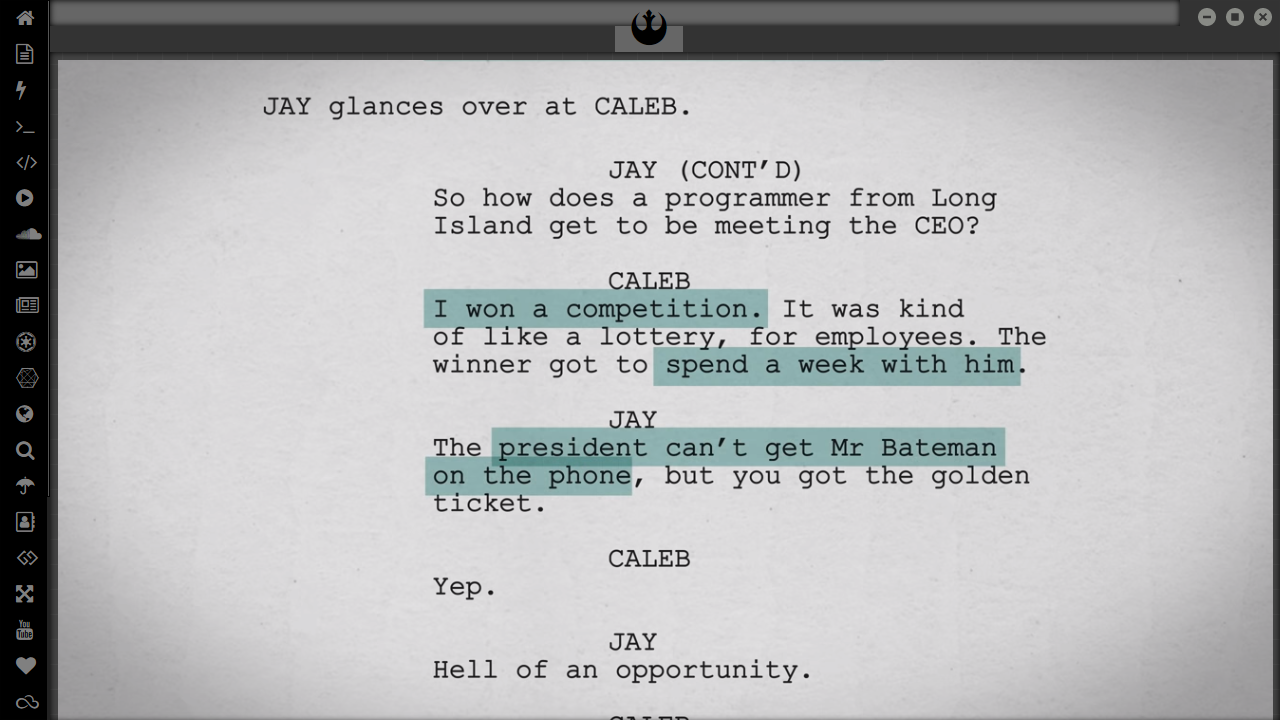 JAY glances over at CALEB.
JAY (CONT'D)
So how does a programmer from Long
Island get to be meeting the CEO?
CALEB
I won a competition. It was kind
of like a lottery, for employees. The
winner got to spend a week with him.
JAY
The president can't get Mr Bateman
on the phone, but you got the golden
ticket.
CALEB
Yep.
JAY
Hell of an opportunity.
CALEB
You
Tube